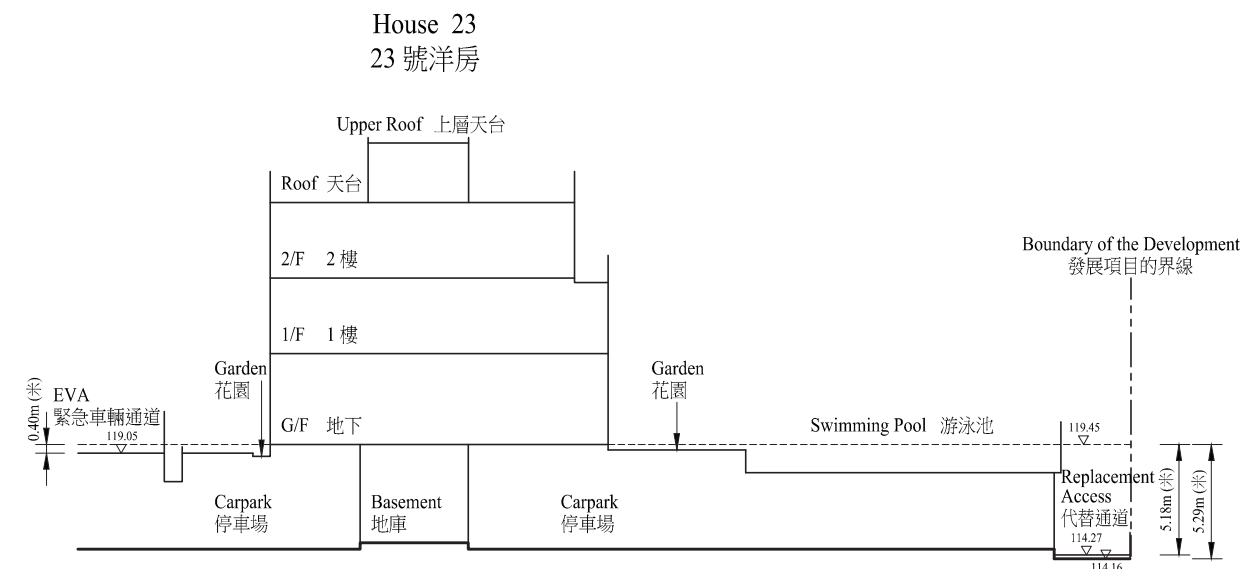 House 23
23 號洋房
Upper Roof 上層天台
Roof 天台
2/F 2 樓
Boundary of the Development
發展項目的界線
1/F 1 樓
Garden
花園
Garden
花園
0.40m (米)
EVA
緊急車輛通道
119.05
G/F 地下
Swimming Pool 游泳池
119.45
Replacement
Access
代替通道
114.27
114.16
5.18m (米)
5.29m (米)
Carpark
停車場
Basement
地庫
Carpark
停車場